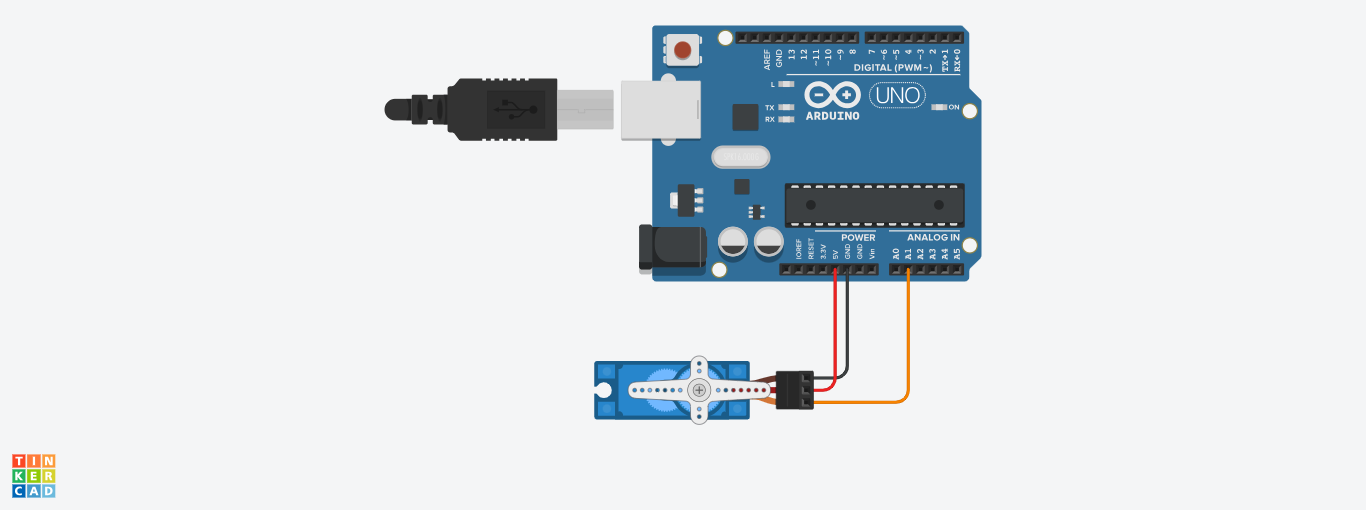 AREF
GND
13
12
~11
~10
~9
8
7
~6
~5
4
~3
2
TX→1
RX←0
DIGITAL (PWM~)
L
TX
RX
ARDUINO
UNO
ON
POWER
ANALOG IN
IOREF
RESET
3.3V
5V
GND
GND
Vin
A0
A1
A2
A3
A4
A5
TIN
KER
CAD